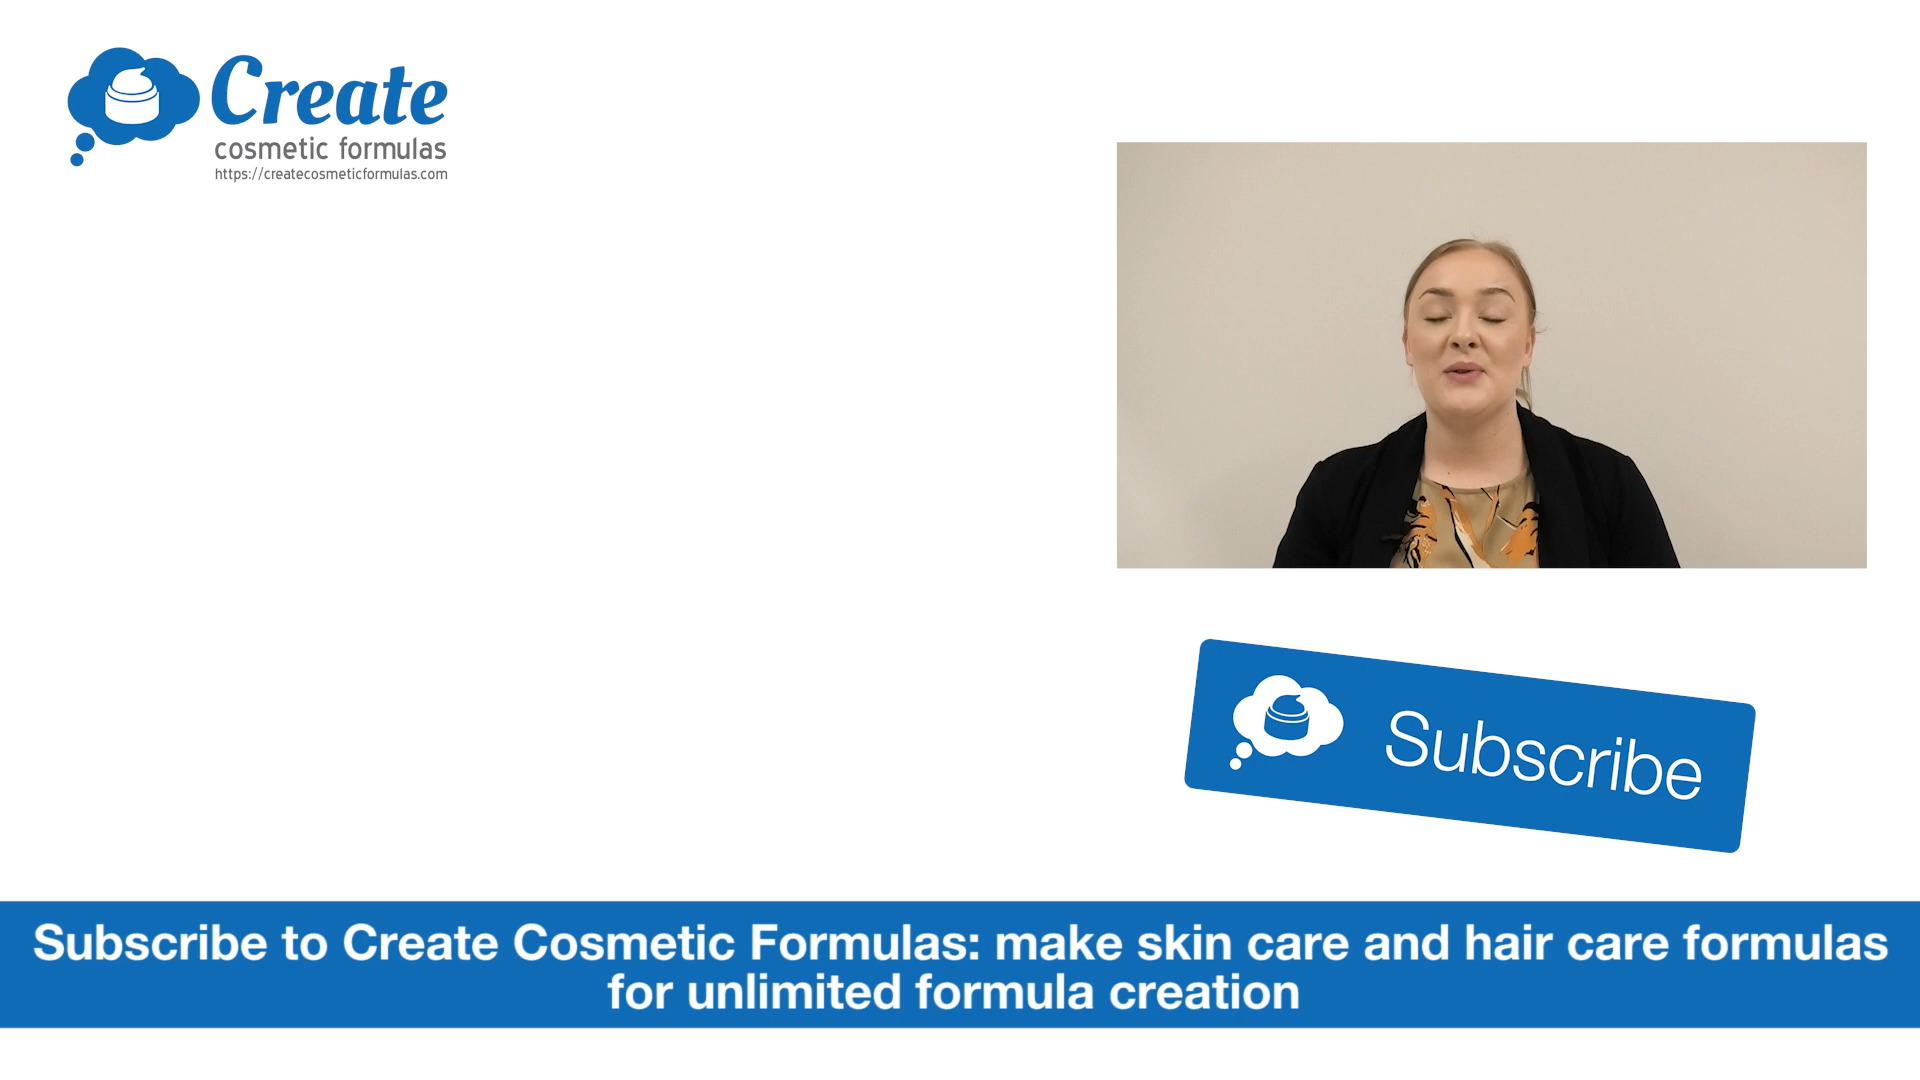 Create
cosmetic formulas
https://createcosmeticformulas.com
Subscribe
Subscribe to Create Cosmetic Formulas: make skin care and hair care formulas
for unlimited formula creation